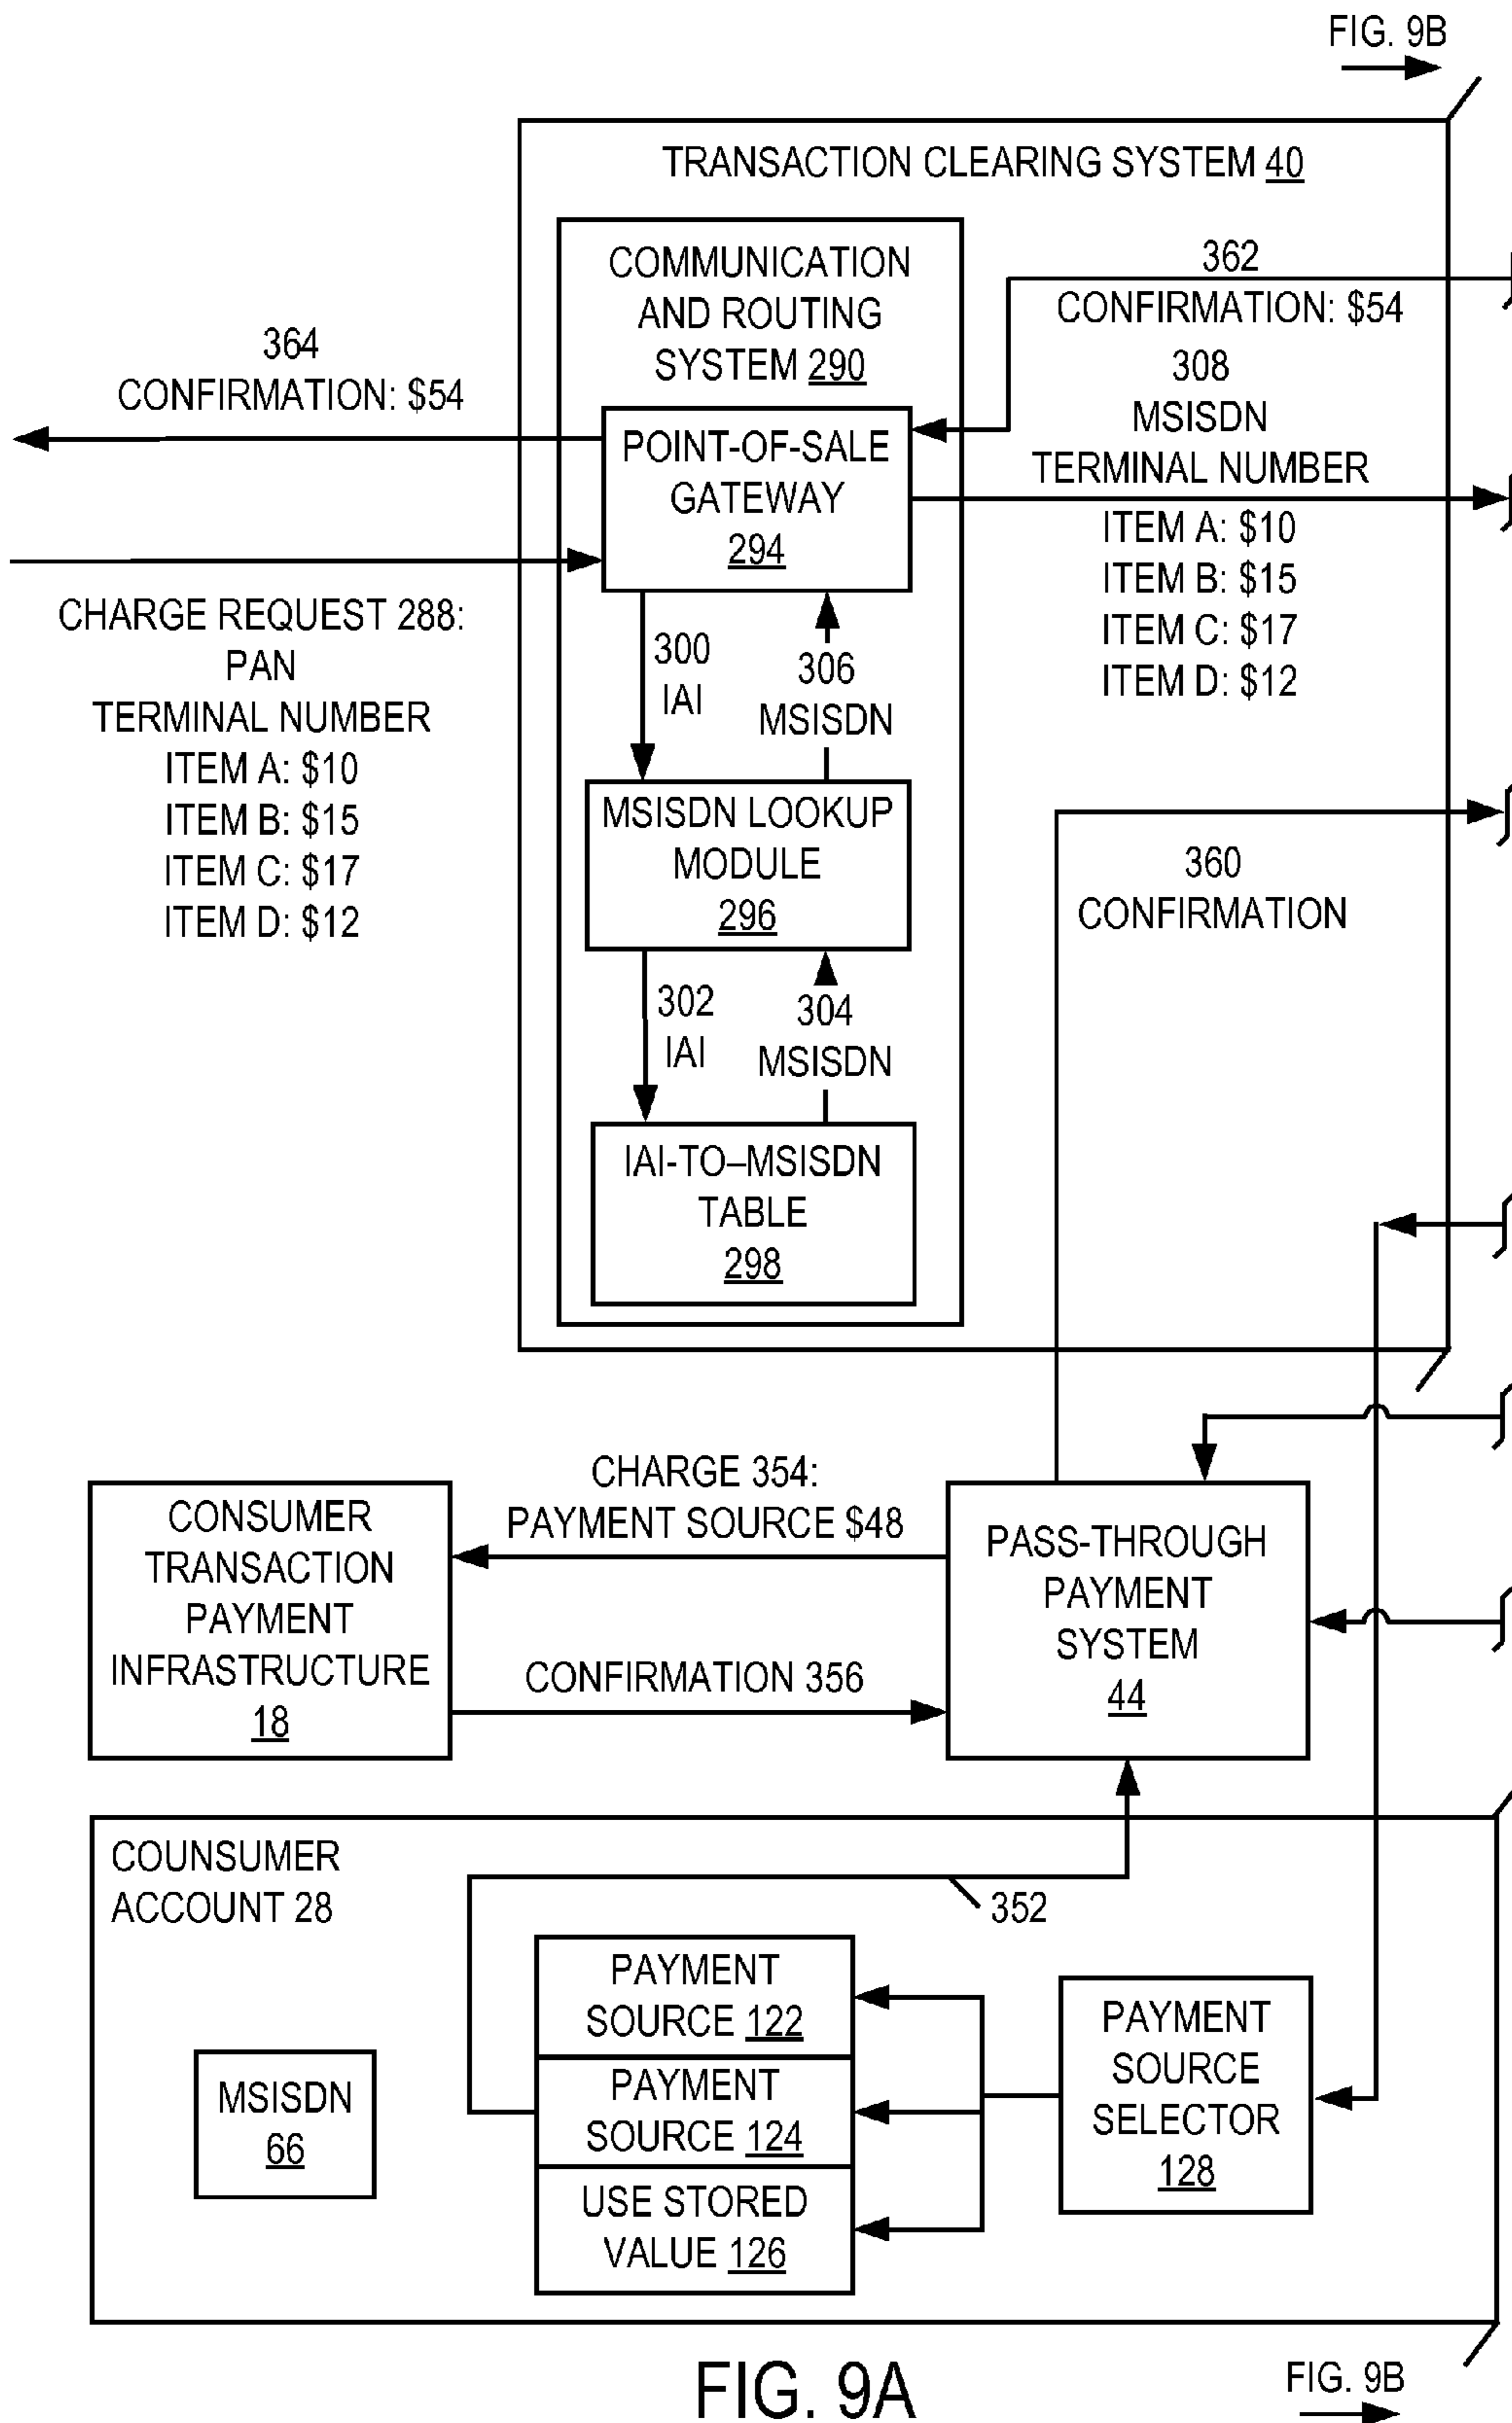 FIG. 9B
TRANSACTION CLEARING SYSTEM 40
COMMUNICATION
AND ROUTING
SYSTEM 290
362
CONFIRMATION: $54
364
CONFIRMATION: $54
308
MSISDN
TERMINAL NUMBER
ITEM A: $10
ITEM B: $15
ITEM C: $17
ITEM D: $12
POINT-OF-SALE
GATEWAY
294
CHARGE REQUEST 288:
PAN
TERMINAL NUMBER
ITEM A: $10
ITEM B: $15
ITEM C: $17
ITEM D: $12
300
IAI
306
MSISDN
MSISDN LOOKUP
MODULE
296
360
CONFIRMATION
302
IAI
304
MSISDN
IAI-TO–MSISDN
TABLE
298
CONSUMER
TRANSACTION
PAYMENT
INFRASTRUCTURE
18
CHARGE 354:
PAYMENT SOURCE $48
CONFIRMATION 356
PASS-THROUGH
PAYMENT
SYSTEM
44
COUNSUMER
ACCOUNT 28
352
MSISDN
66
PAYMENT
SOURCE 122
PAYMENT
SOURCE 124
USE STORED
VALUE 126
PAYMENT
SOURCE
SELECTOR
128
FIG. 9A
FIG. 9B